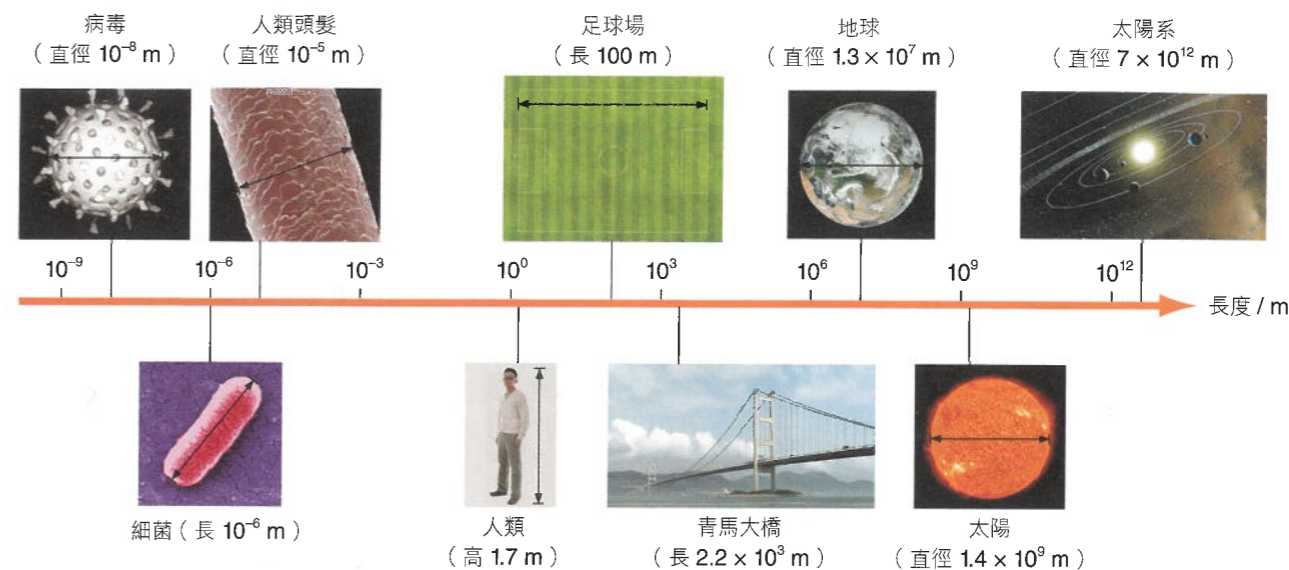 病毒
（直徑 10⁻⁸ m）
人類頭髮
（直徑 10⁻⁵ m）
足球場
（長 100 m）
地球
（直徑 1.3 × 10⁷ m）
太陽系
（直徑 7 × 10¹² m）
10⁻⁹
10⁻⁶
10⁻³
10⁰
10³
10⁶
10⁹
10¹²
長度 / m
細菌（長 10⁻⁶ m）
人類
（高 1.7 m）
青馬大橋
（長 2.2 × 10³ m）
太陽
（直徑 1.4 × 10⁹ m）